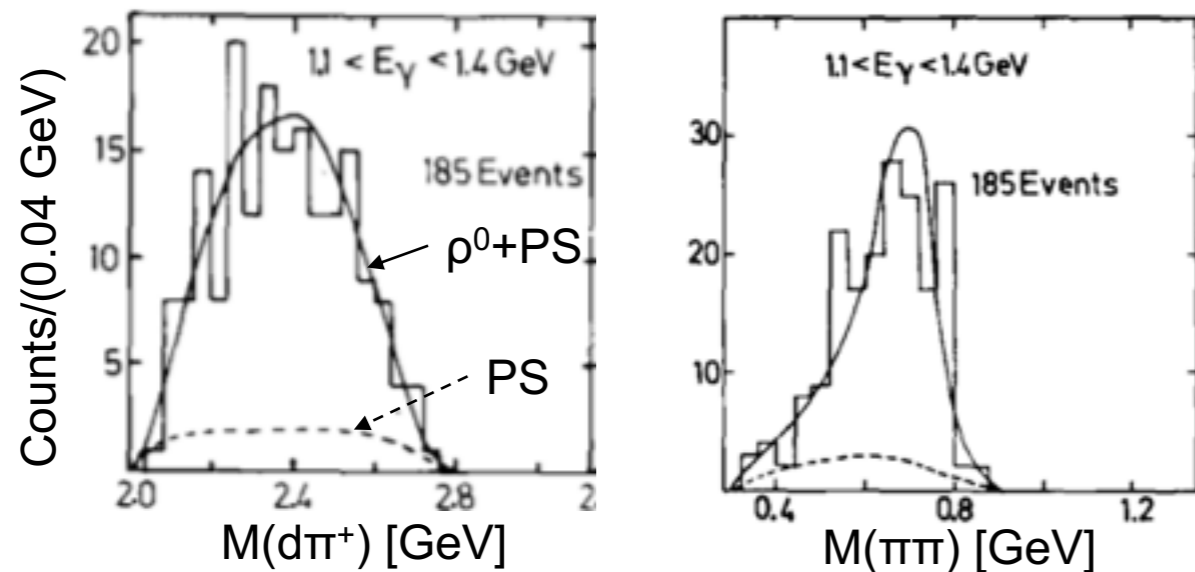 Counts/(0.04 GeV)
20
15
10
5
1.1 < Eγ < 1.4 GeV
185 Events
ρ⁰+PS
PS
2.0 2.4 2.8
M(dπ⁺) [GeV]
30
20
10
1.1 < Eγ < 1.4 GeV
185 Events
0.4 0.8 1.2
M(ππ) [GeV]